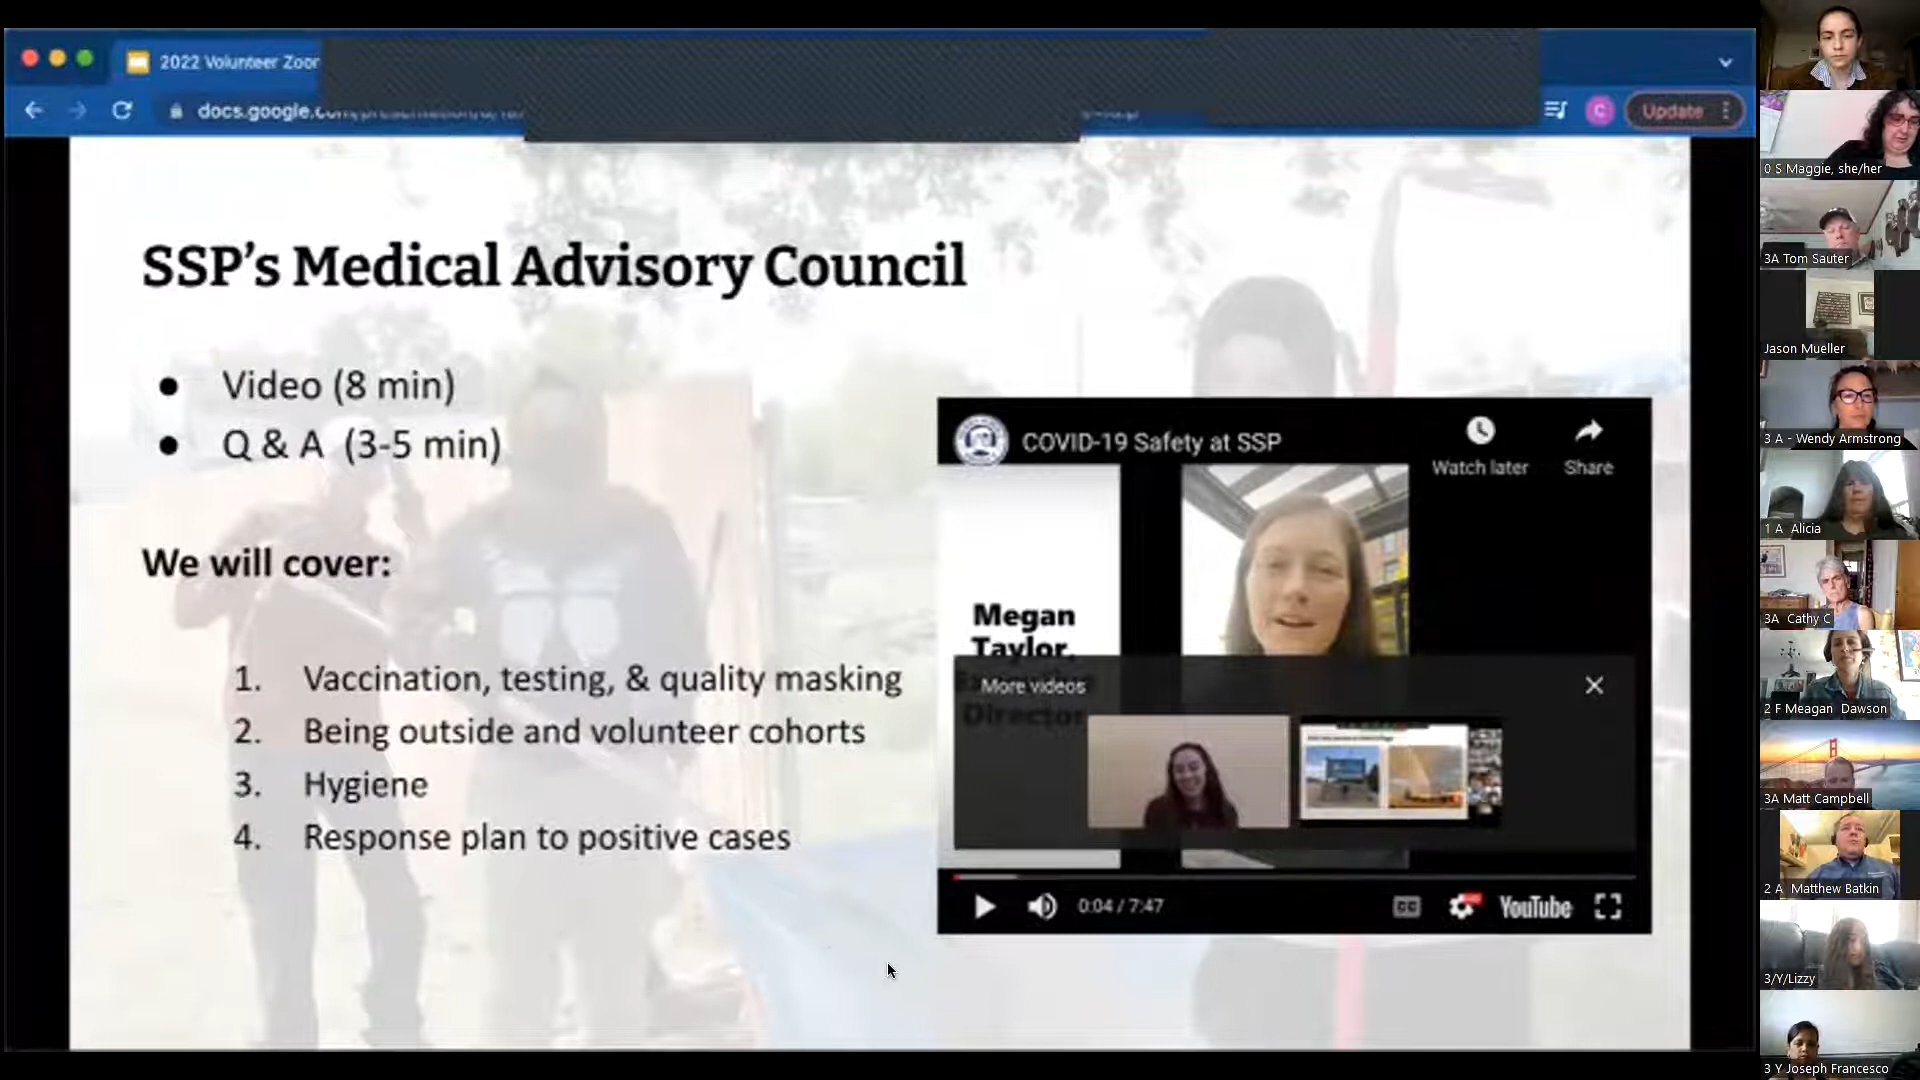 2022 Volunteer Zoor
docs.google.c
Update
C
SSP’s Medical Advisory Council
● Video (8 min)
● Q & A (3-5 min)
We will cover:
1. Vaccination, testing, & quality masking
2. Being outside and volunteer cohorts
3. Hygiene
4. Response plan to positive cases
COVID-19 Safety at SSP
Watch later
Share
Megan
Taylor,
Director
More videos
0:04 / 7:47
CC
YouTube
0 S Maggie, she/her
3A Tom Sauter
Jason Mueller
3 A - Wendy Armstrong
1 A Alicia
3A Cathy C
2 F Meagan Dawson
3A Matt Campbell
2 A Matthew Batkin
3/Y/Lizzy
3 Y Joseph Francesco